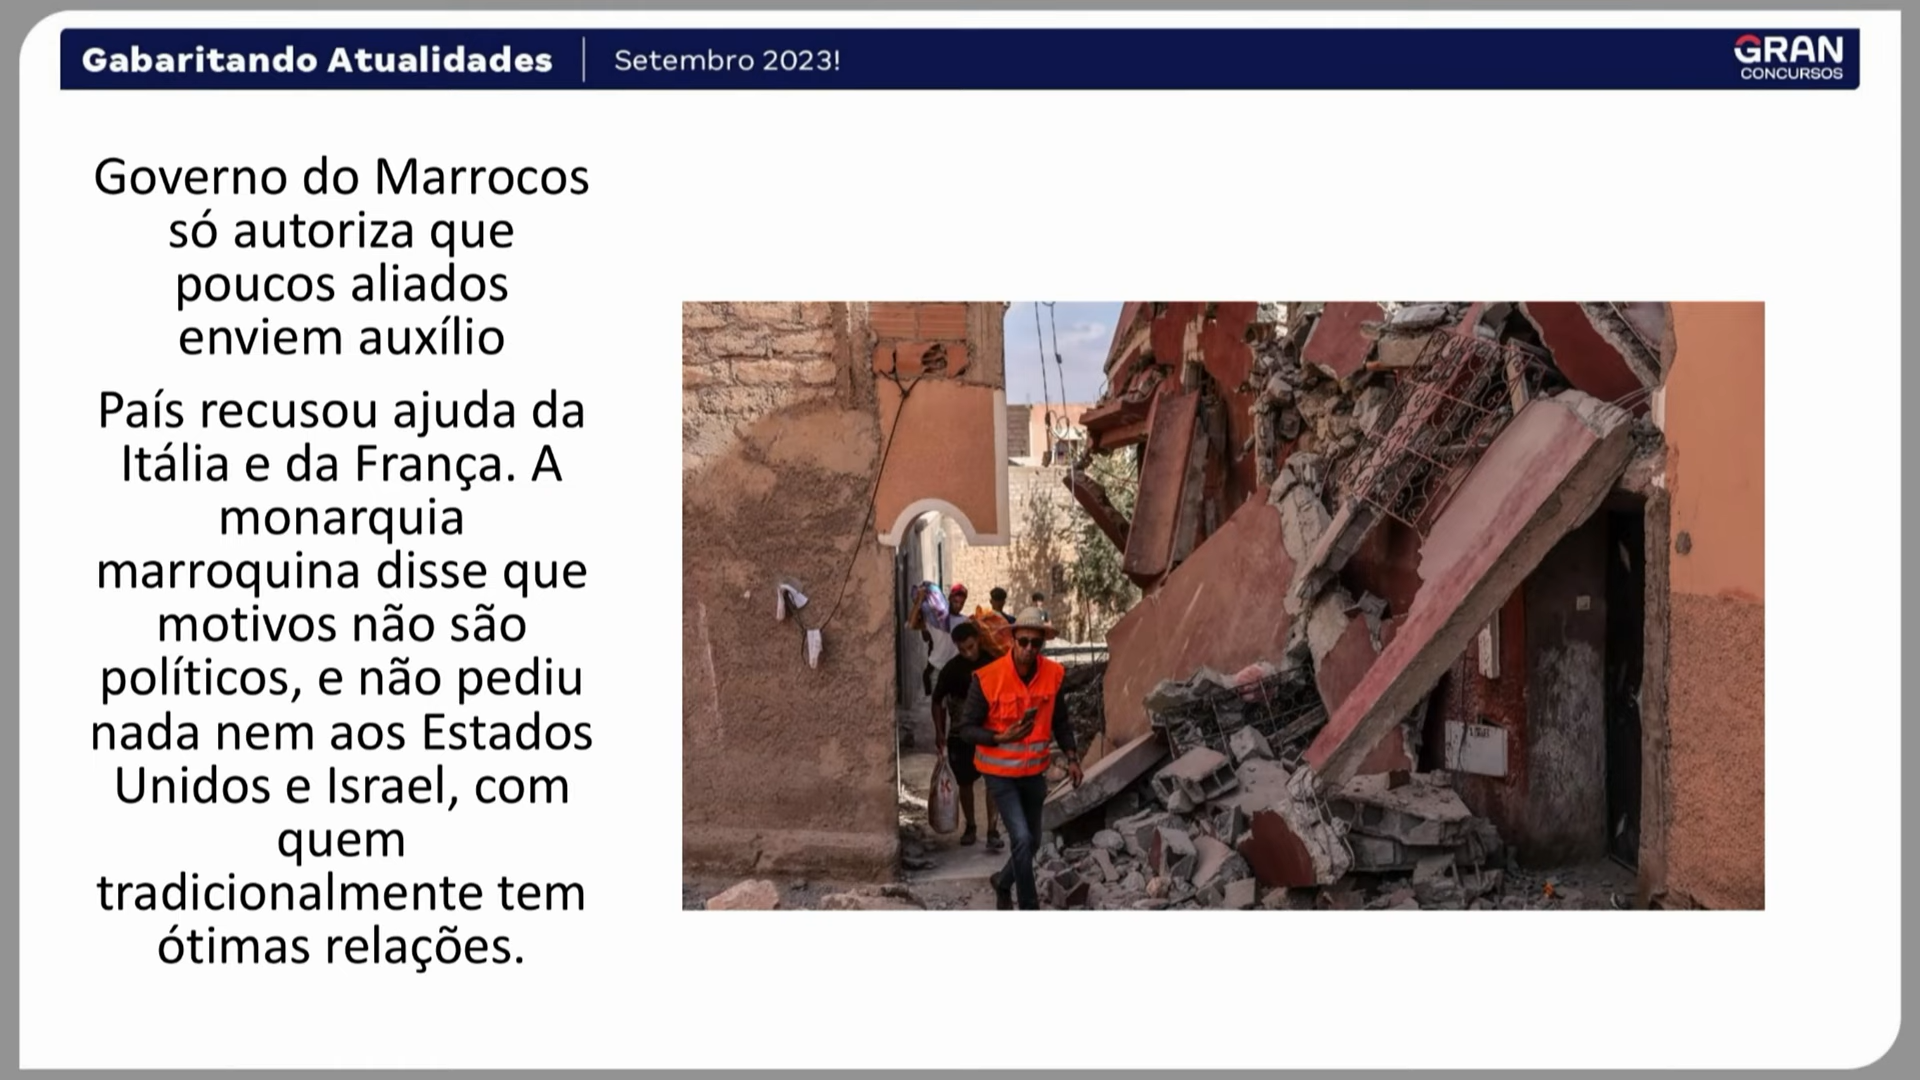 Gabaritando Atualidades
Setembro 2023!
GRAN
CONCURSOS
Governo do Marrocos
só autoriza que
poucos aliados
enviem auxílio
País recusou ajuda da
Itália e da França. A
monarquia
marroquina disse que
motivos não são
políticos, e não pediu
nada nem aos Estados
Unidos e Israel, com
quem
tradicionalmente tem
ótimas relações.